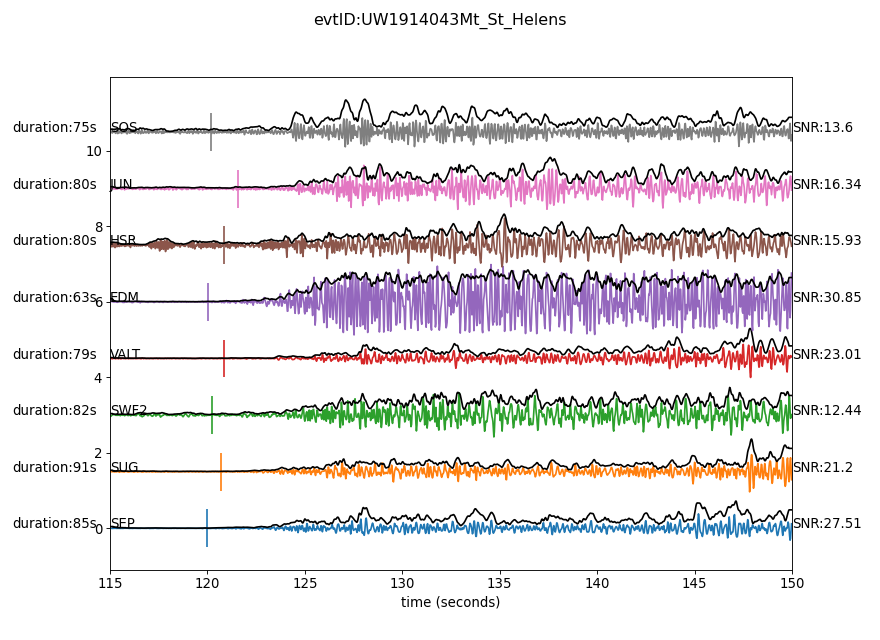 evtID:UW1914043Mt_St_Helens
duration:75s SOS SNR:13.6
10
duration:80s JUN SNR:16.34
8
duration:80s HSR SNR:15.93
duration:63s EDM SNR:30.85
6
duration:79s VALT SNR:23.01
4
duration:82s SWF2 SNR:12.44
2
duration:91s SUG SNR:21.2
duration:85s SEP SNR:27.51
0
115 120 125 130 135 140 145 150
time (seconds)